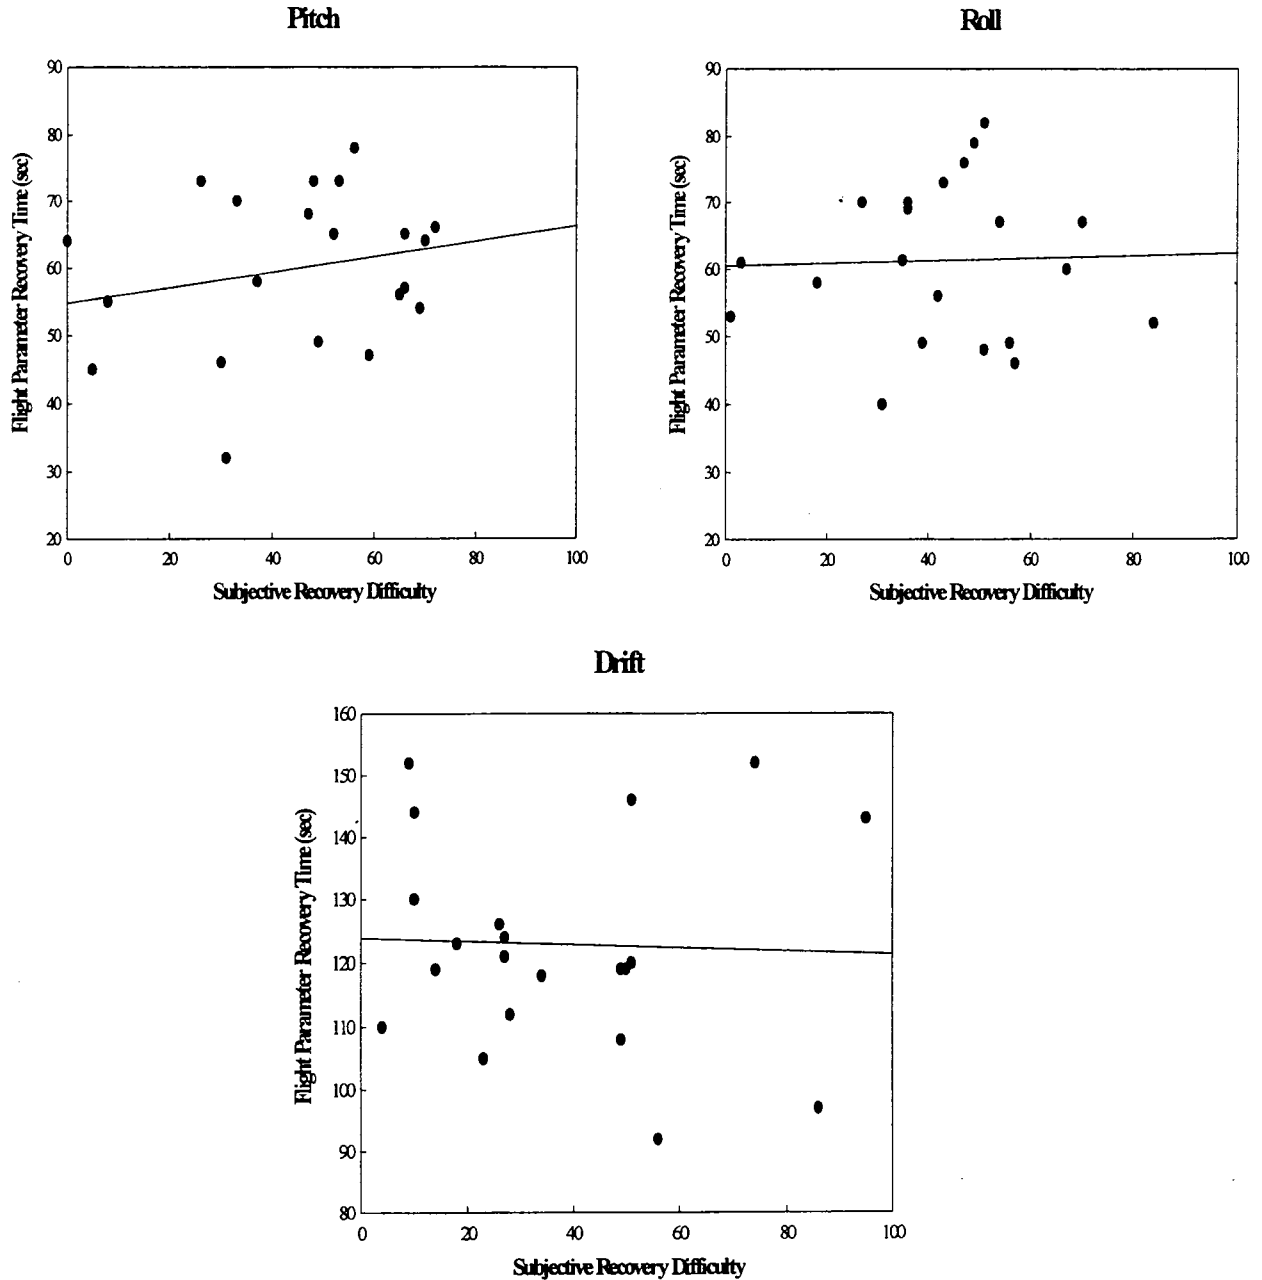 Pitch
Flight Parameter Recovery Time (sec)
90
80
70
60
50
40
30
20
0 20 40 60 80 100
Subjective Recovery Difficulty
Roll
Flight Parameter Recovery Time (sec)
90
80
70
60
50
40
30
20
0 20 40 60 80 100
Subjective Recovery Difficulty
Drift
Flight Parameter Recovery Time (sec)
160
150
140
130
120
110
100
90
80
0 20 40 60 80 100
Subjective Recovery Difficulty